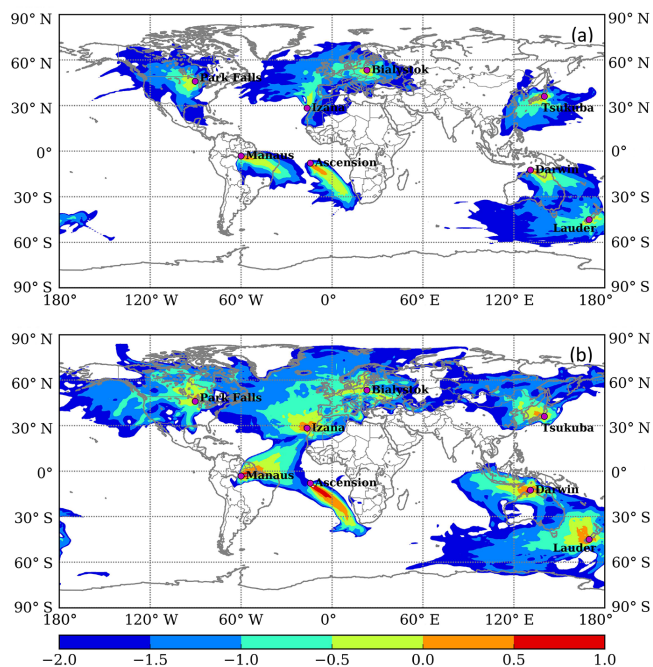 90° N (a) 90° N
60° N Park Falls Bialystok 60° N
30° N Izana Tsukuba 30° N
0° Manaus Ascension Darwin 0°
30° S 30° S
60° S Lauder 60° S
90° S 90° S
180° 120° W 60° W 0° 60° E 120° E 180°
90° N (b) 90° N
60° N Park Falls Bialystok 60° N
30° N Izana Tsukuba 30° N
0° Manaus Ascension Darwin 0°
30° S 30° S
60° S Lauder 60° S
90° S 90° S
180° 120° W 60° W 0° 60° E 120° E 180°
−2.0 −1.5 −1.0 −0.5 0.0 0.5 1.0